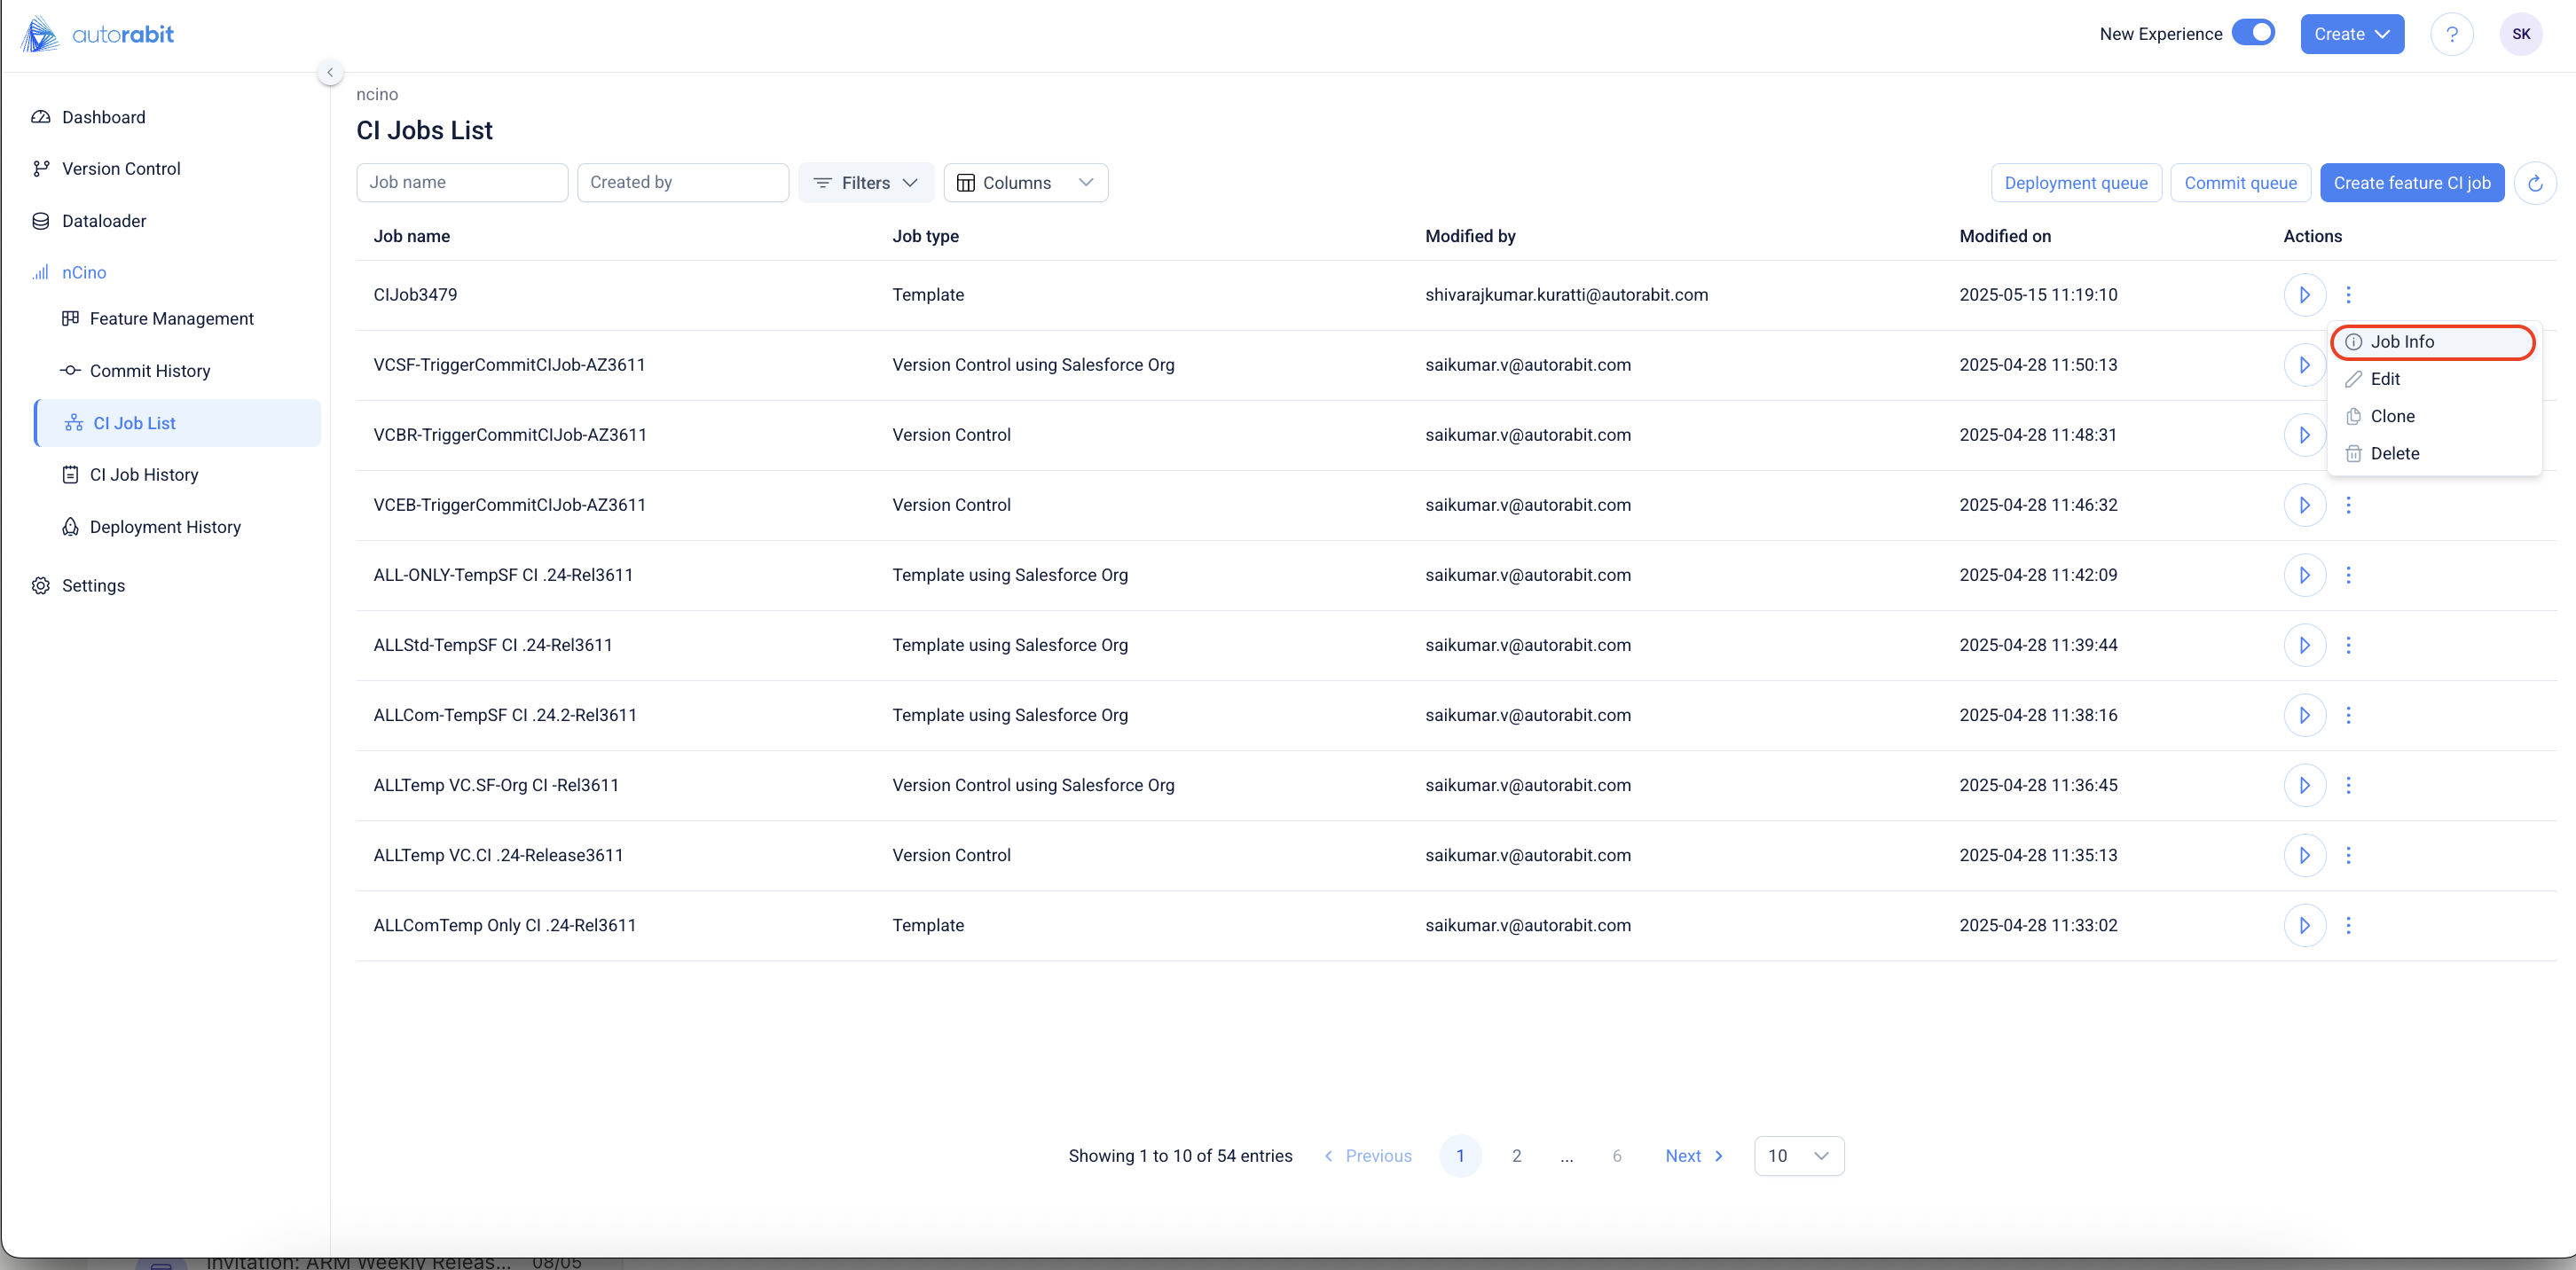 autorabit
New Experience
Create
?
SK
Dashboard
Version Control
Dataloader
nCino
Feature Management
Commit History
CI Job List
CI Job History
Deployment History
Settings
ncino
CI Jobs List
Job name
Created by
Filters
Columns
Deployment queue
Commit queue
Create feature CI job
Job name Job type Modified by Modified on Actions
CIJob3479 Template shivarajkumar.kuratti@autorabit.com 2025-05-15 11:19:10
VCSF-TriggerCommitCIJob-AZ3611 Version Control using Salesforce Org saikumar.v@autorabit.com 2025-04-28 11:50:13
VCBR-TriggerCommitCIJob-AZ3611 Version Control saikumar.v@autorabit.com 2025-04-28 11:48:31
VCEB-TriggerCommitCIJob-AZ3611 Version Control saikumar.v@autorabit.com 2025-04-28 11:46:32
ALL-ONLY-TempSF CI .24-Rel3611 Template using Salesforce Org saikumar.v@autorabit.com 2025-04-28 11:42:09
ALLStd-TempSF CI .24-Rel3611 Template using Salesforce Org saikumar.v@autorabit.com 2025-04-28 11:39:44
ALLCom-TempSF CI .24.2-Rel3611 Template using Salesforce Org saikumar.v@autorabit.com 2025-04-28 11:38:16
ALLTemp VC.SF-Org CI -Rel3611 Version Control using Salesforce Org saikumar.v@autorabit.com 2025-04-28 11:36:45
ALLTemp VC.CI .24-Release3611 Version Control saikumar.v@autorabit.com 2025-04-28 11:35:13
ALLComTemp Only CI .24-Rel3611 Template saikumar.v@autorabit.com 2025-04-28 11:33:02
Job Info
Edit
Clone
Delete
Showing 1 to 10 of 54 entries Previous 1 2 ... 6 Next 10
Invitation: ARM Weekly Releas... 08/05